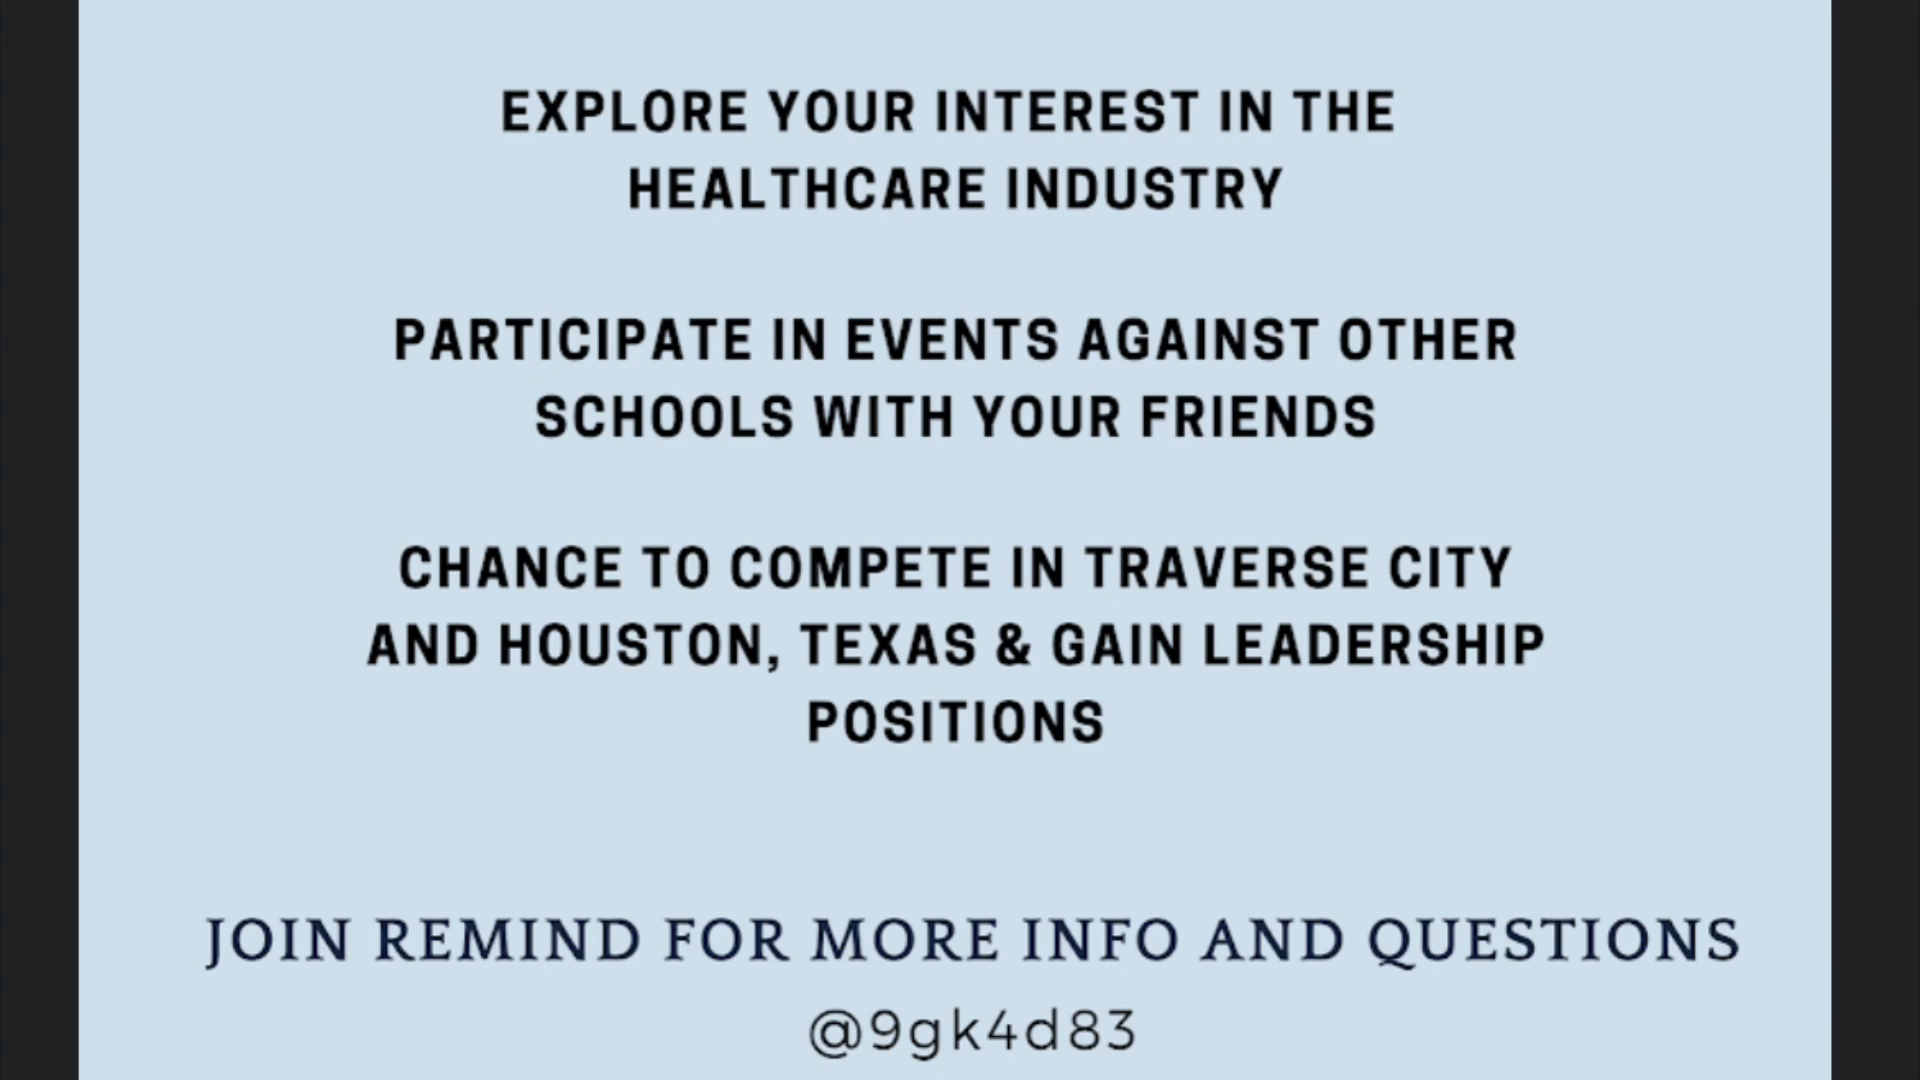 EXPLORE YOUR INTEREST IN THE
HEALTHCARE INDUSTRY
PARTICIPATE IN EVENTS AGAINST OTHER
SCHOOLS WITH YOUR FRIENDS
CHANCE TO COMPETE IN TRAVERSE CITY
AND HOUSTON, TEXAS & GAIN LEADERSHIP
POSITIONS
JOIN REMIND FOR MORE INFO AND QUESTIONS
@9gk4d83